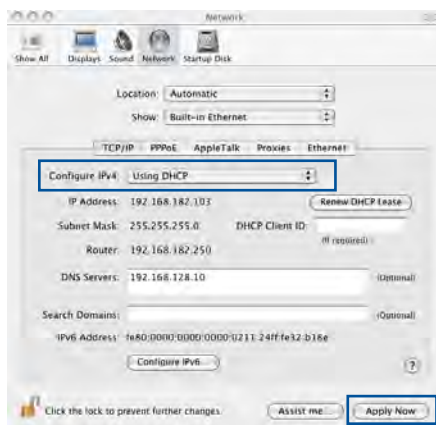 Network
Show All Displays Sound Network Startup Disk
Location: Automatic
Show: Built-in Ethernet
TCP/IP PPPoE AppleTalk Proxies Ethernet
Configure IPv4: Using DHCP
IP Address: 192.168.182.103 Renew DHCP Lease
Subnet Mask: 255.255.255.0 DHCP Client ID:
(If required)
Router: 192.168.182.250
DNS Servers: 192.168.128.10 (Optional)
Search Domains: (Optional)
IPv6 Address: fe80:0000:0000:0000:0211:24ff:fe32:b18e
Configure IPv6... ?
Click the lock to prevent further changes. Assist me... Apply Now